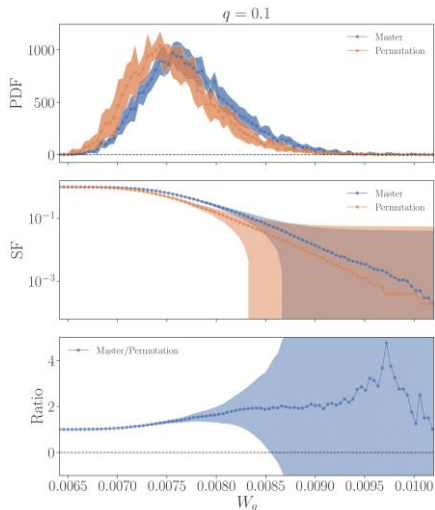 q = 0.1
1000
500
0
PDF
Master
Permutation
10⁻¹
10⁻³
SF
Master
Permutation
4
2
0
Ratio
Master/Permutation
0.0065 0.0070 0.0075 0.0080 0.0085 0.0090 0.0095 0.0100
W_q